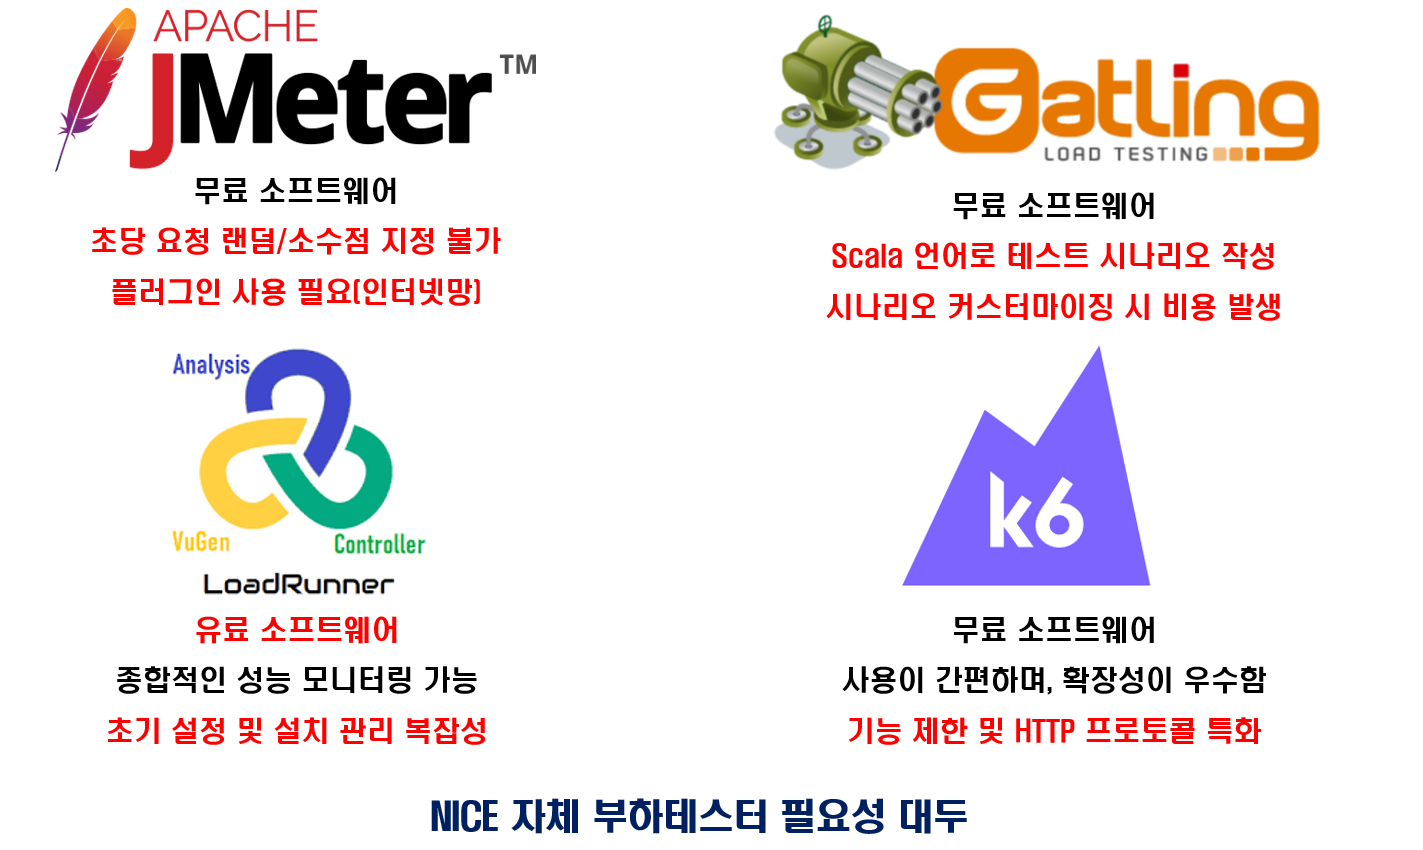 APACHE
JMeter™
무료 소프트웨어
초당 요청 랜덤/소수점 지정 불가
플러그인 사용 필요(인터넷망)
Gatling
LOAD TESTING
무료 소프트웨어
Scala 언어로 테스트 시나리오 작성
시나리오 커스터마이징 시 비용 발생
Analysis
VuGen
Controller
LoadRunner
유료 소프트웨어
종합적인 성능 모니터링 가능
초기 설정 및 설치 관리 복잡성
k6
무료 소프트웨어
사용이 간편하며, 확장성이 우수함
기능 제한 및 HTTP 프로토콜 특화
NICE 자체 부하테스터 필요성 대두